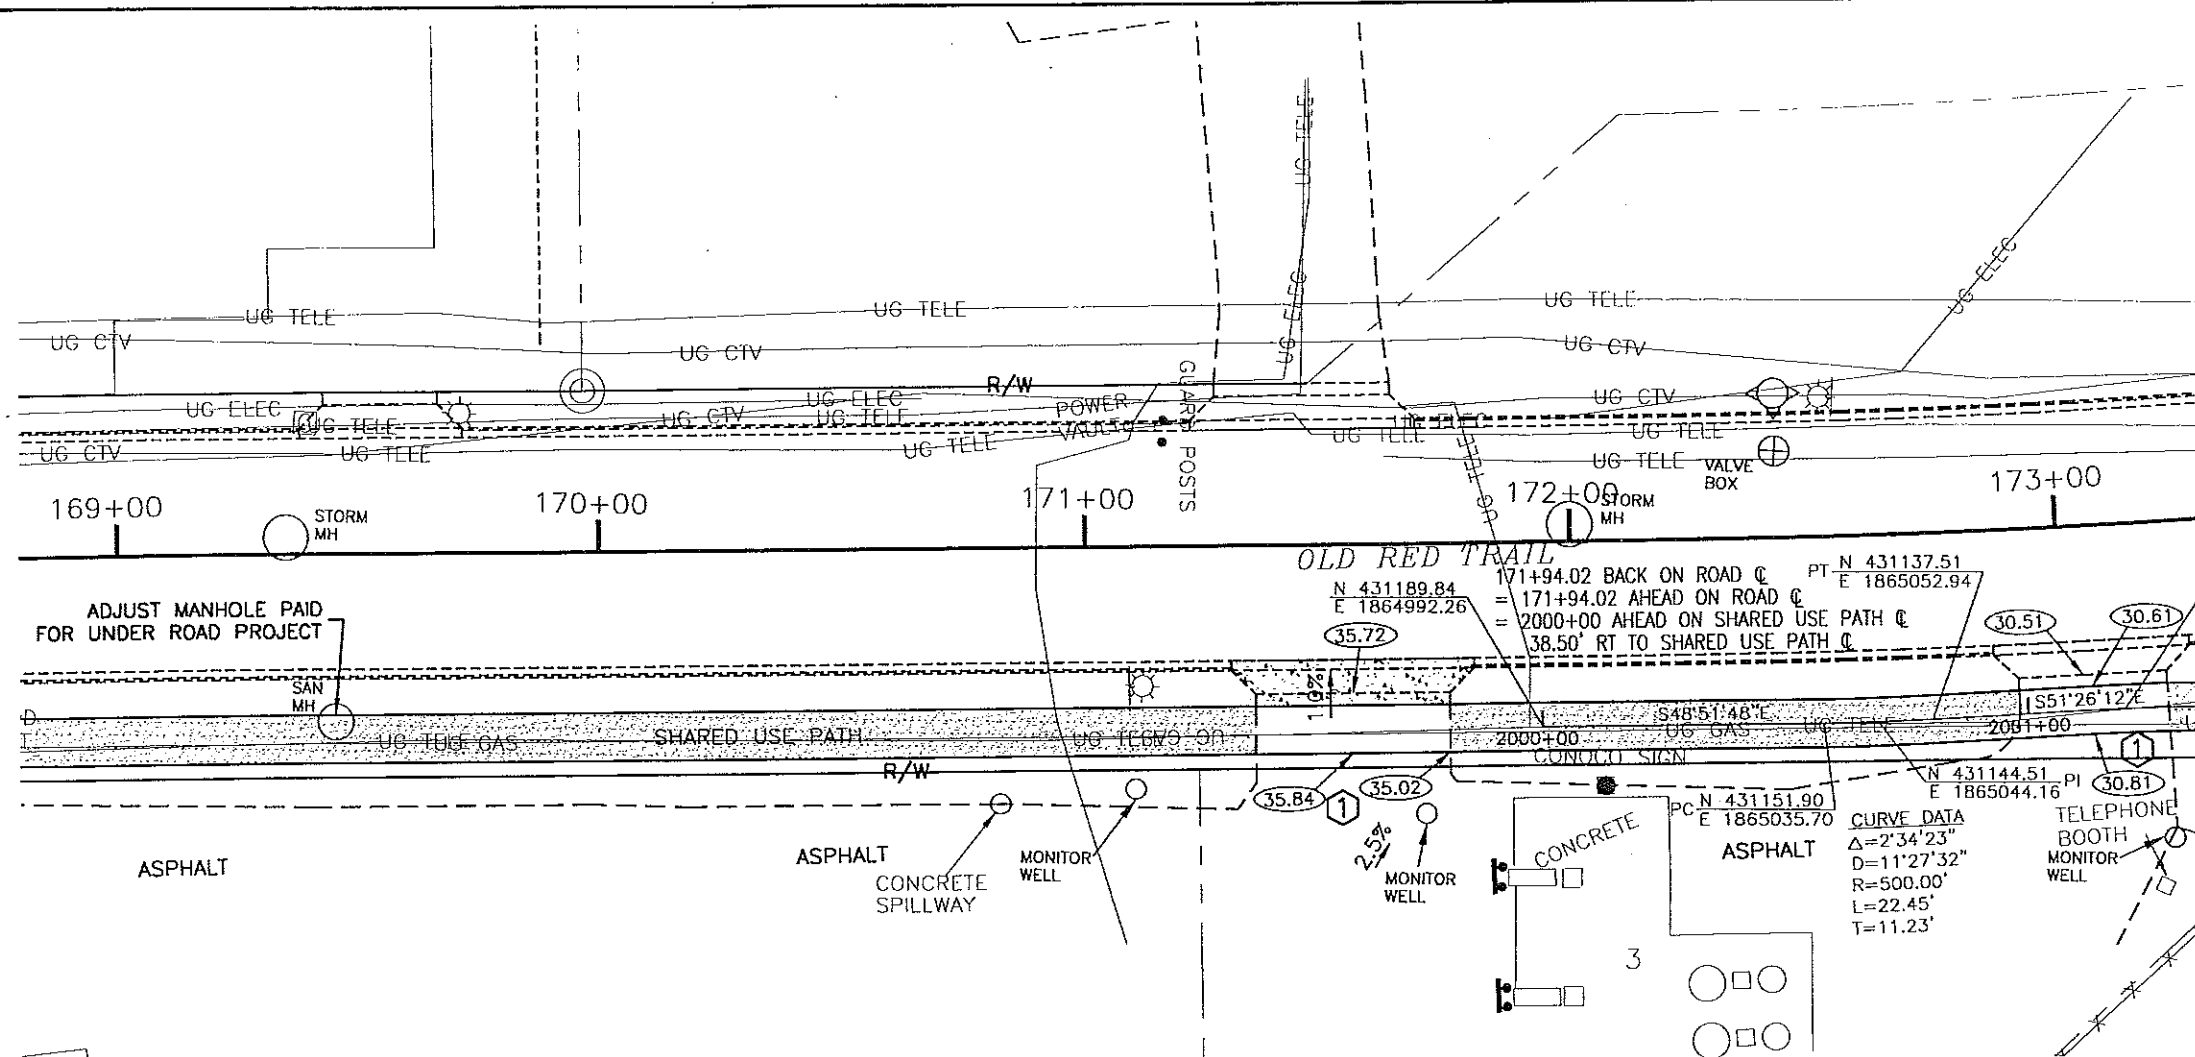 UG TELE
UG ELEC
UG TELE
UG TELE
UG TELE
UG ELEC
UG CTV
UG CTV
UG CTV
R/W
UG ELEC
UG ELEC
UG CTV
UG TELE
UG CTV
UG TELE
POWER
VAULT
GUARD POSTS
UG TELE
UG TELE
UG TELE
UG TELE
UG CTV
UG TELE
UG TELE
VALVE
BOX
UG TELE
169+00
170+00
171+00
172+00
173+00
STORM
MH
STORM
MH
OLD RED TRAIL
171+94.02 BACK ON ROAD ℄
= 171+94.02 AHEAD ON ROAD ℄
= 2000+00 AHEAD ON SHARED USE PATH ℄
38.50' RT TO SHARED USE PATH ℄
N 431189.84
E 1864992.26
PT N 431137.51
E 1865052.94
ADJUST MANHOLE PAID
FOR UNDER ROAD PROJECT
35.72
30.51
30.61
SAN
MH
1.0%
S48°51'48"E
S51°26'12"E
SHARED USE PATH
UG GAS
UG TELE
2000+00
2001+00
CONOCO SIGN
R/W
35.84
1
35.02
1
30.81
PC N 431151.90
E 1865035.70
N 431144.51 PI
E 1865044.16
2.5%
ASPHALT
ASPHALT
CONCRETE
SPILLWAY
MONITOR
WELL
MONITOR
WELL
CONCRETE
ASPHALT
CURVE DATA
Δ=2°34'23"
D=11°27'32"
R=500.00'
L=22.45'
T=11.23'
TELEPHONE
BOOTH
MONITOR
WELL
3